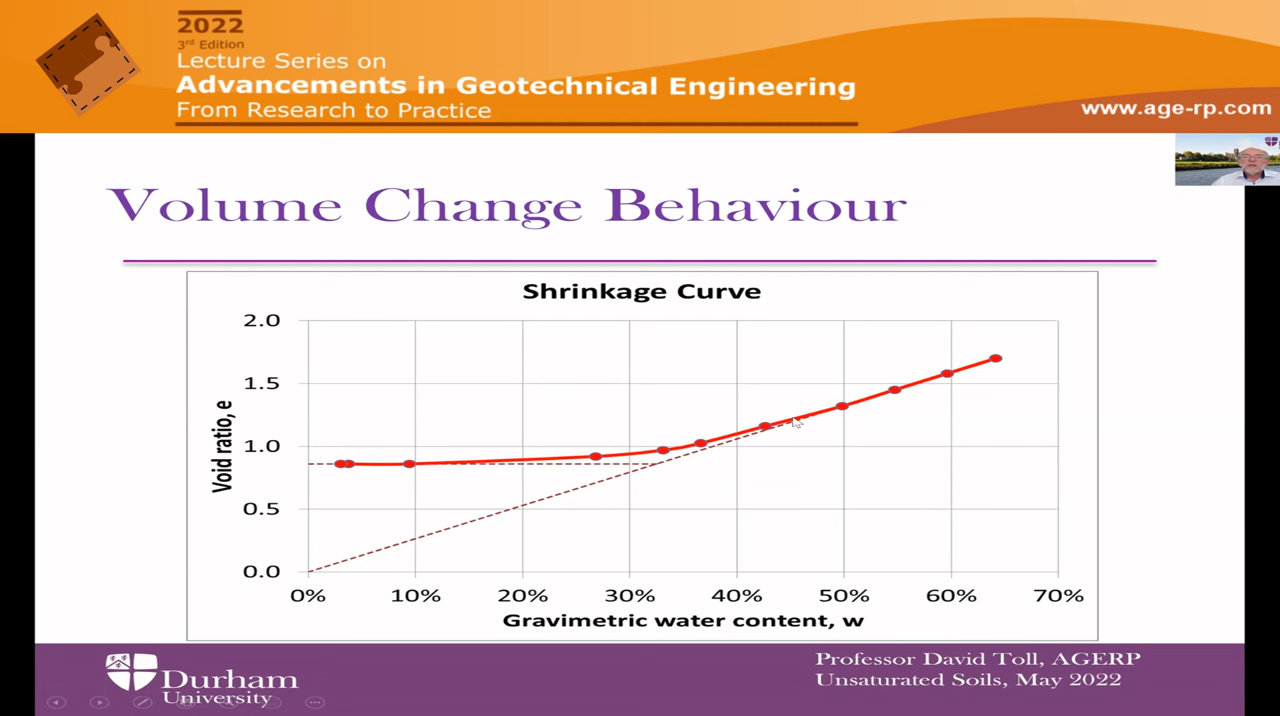 2022
3rd Edition
Lecture Series on
Advancements in Geotechnical Engineering
From Research to Practice
www.age-rp.com
Volume Change Behaviour
Shrinkage Curve
2.0
1.5
1.0
0.5
0.0
Void ratio, e
0% 10% 20% 30% 40% 50% 60% 70%
Gravimetric water content, w
Durham
University
Professor David Toll, AGERP
Unsaturated Soils, May 2022